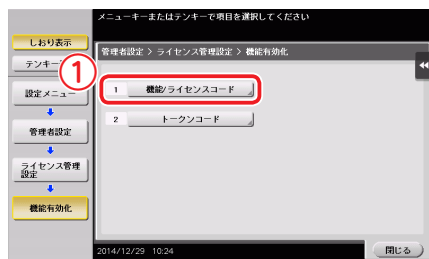 メニューキーまたはテンキーで項目を選択してください
しおり表示
テンキー
管理者設定 > ライセンス管理設定 > 機能有効化
1
1 機能/ライセンスコード
設定メニュー
2 トークンコード
管理者設定
ライセンス管理
設定
機能有効化
2014/12/29 10:24
閉じる